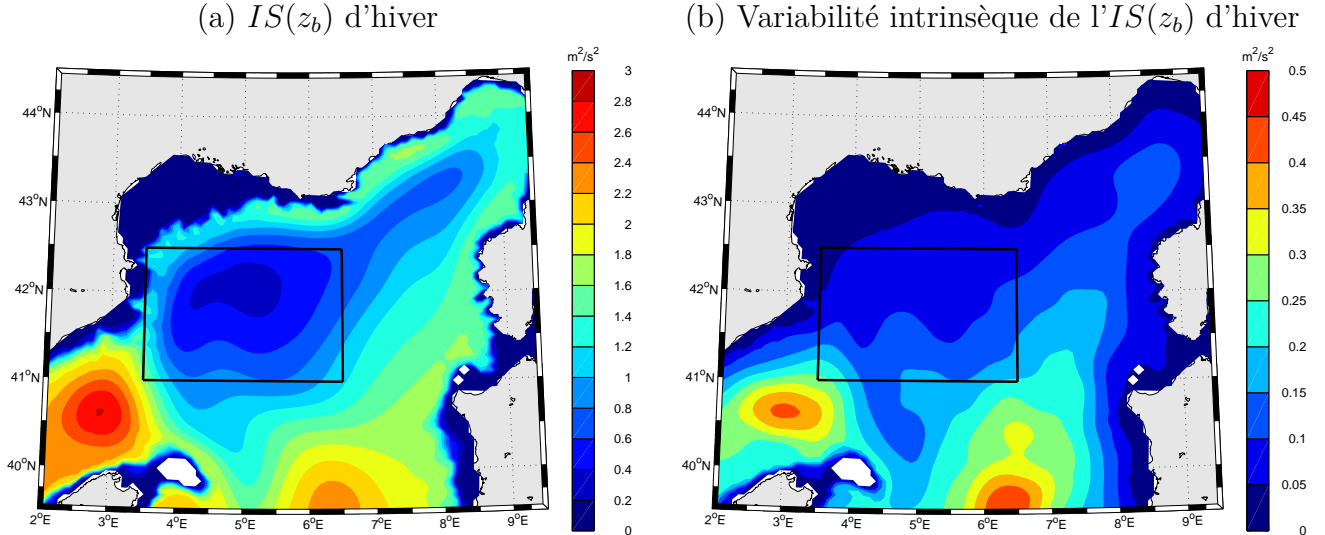 (a) IS(z_b) d'hiver
(b) Variabilité intrinsèque de l'IS(z_b) d'hiver
m²/s²
3
2.8
2.6
2.4
2.2
2
1.8
1.6
1.4
1.2
1
0.8
0.6
0.4
0.2
0
44°N
43°N
42°N
41°N
40°N
2°E
3°E
4°E
5°E
6°E
7°E
8°E
9°E
m²/s²
0.5
0.45
0.4
0.35
0.3
0.25
0.2
0.15
0.1
0.05
0
44°N
43°N
42°N
41°N
40°N
2°E
3°E
4°E
5°E
6°E
7°E
8°E
9°E